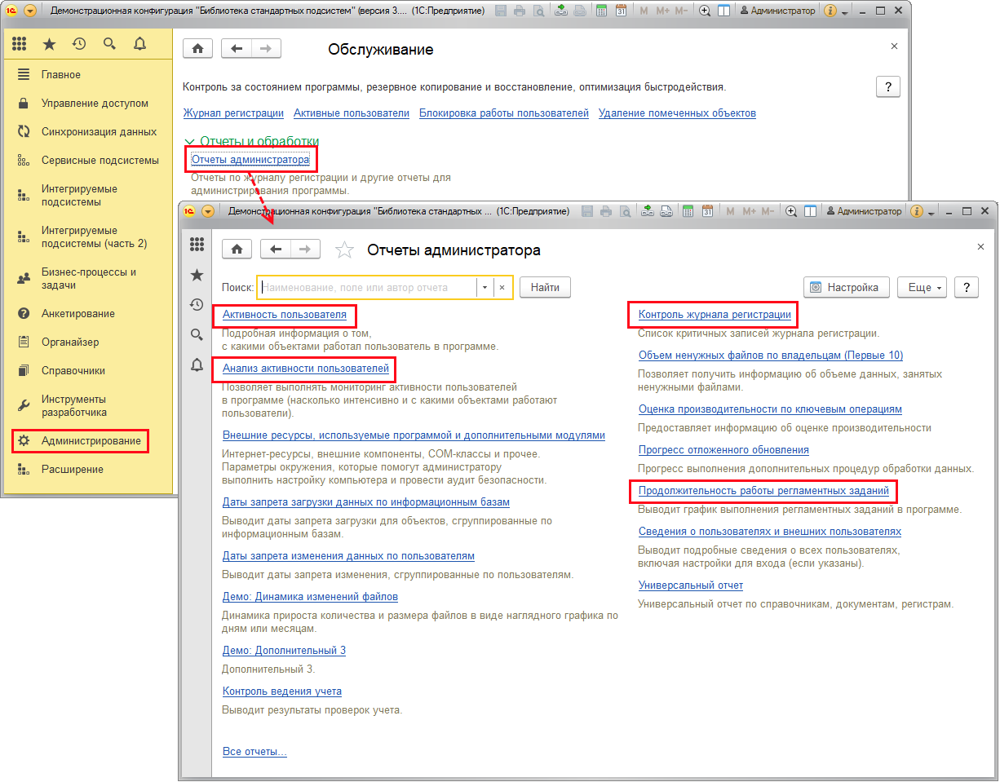 Демонстрационная конфигурация "Библиотека стандартных подсистем" (версия 3.... (1С:Предприятие)
M M+ M-
Администратор
Главное
Управление доступом
Синхронизация данных
Сервисные подсистемы
Интегрируемые
подсистемы
Интегрируемые
подсистемы (часть 2)
Бизнес-процессы и
задачи
Анкетирование
Органайзер
Справочники
Инструменты
разработчика
Администрирование
Расширение
Обслуживание
Контроль за состоянием программы, резервное копирование и восстановление, оптимизация быстродействия.
?
Журнал регистрации Активные пользователи Блокировка работы пользователей Удаление помеченных объектов
Отчеты и обработки
Отчеты администратора
Отчеты по журналу регистрации и другие отчеты для
администрирования программы.
Демонстрационная конфигурация "Библиотека стандартных ... (1С:Предприятие)
M M+ M-
Администратор
Отчеты администратора
Поиск: Наименование, поле или автор отчета
Найти
Настройка
Еще
?
Активность пользователя
Подробная информация о том,
с какими объектами работал пользователь в программе.
Анализ активности пользователей
Позволяет выполнять мониторинг активности пользователей
в программе (насколько интенсивно и с какими объектами работают
пользователи).
Внешние ресурсы, используемые программой и дополнительными модулями
Интернет-ресурсы, внешние компоненты, COM-классы и прочее.
Параметры окружения, которые помогут администратору
выполнить настройку компьютера и провести аудит безопасности.
Даты запрета загрузки данных по информационным базам
Выводит даты запрета загрузки для объектов, сгруппированные по
информационным базам.
Даты запрета изменения данных по пользователям
Выводит даты запрета изменения, сгруппированные по пользователям.
Демо: Динамика изменений файлов
Динамика прироста количества и размера файлов в виде наглядного графика по
дням или месяцам.
Демо: Дополнительный 3
Дополнительный 3.
Контроль ведения учета
Выводит результаты проверок учета.
Все отчеты...
Контроль журнала регистрации
Список критичных записей журнала регистрации.
Объем ненужных файлов по владельцам (Первые 10)
Позволяет получить информацию об объеме данных, занятых
ненужными файлами.
Оценка производительности по ключевым операциям
Предоставляет информацию об оценке производительности
Прогресс отложенного обновления
Прогресс выполнения дополнительных процедур обработки данных.
Продолжительность работы регламентных заданий
Выводит график выполнения регламентных заданий в программе.
Сведения о пользователях и внешних пользователях
Выводит подробные сведения о всех пользователях,
включая настройки для входа (если указаны).
Универсальный отчет
Универсальный отчет по справочникам, документам, регистрам.